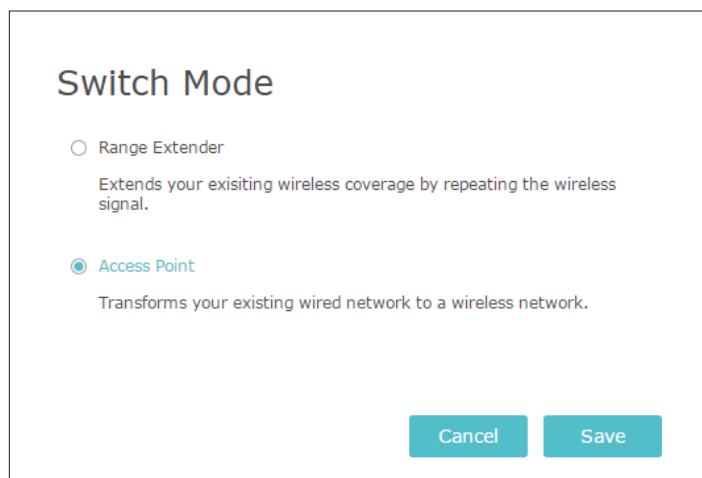 Switch Mode
Range Extender
Extends your exisiting wireless coverage by repeating the wireless
signal.
Access Point
Transforms your existing wired network to a wireless network.
Cancel Save